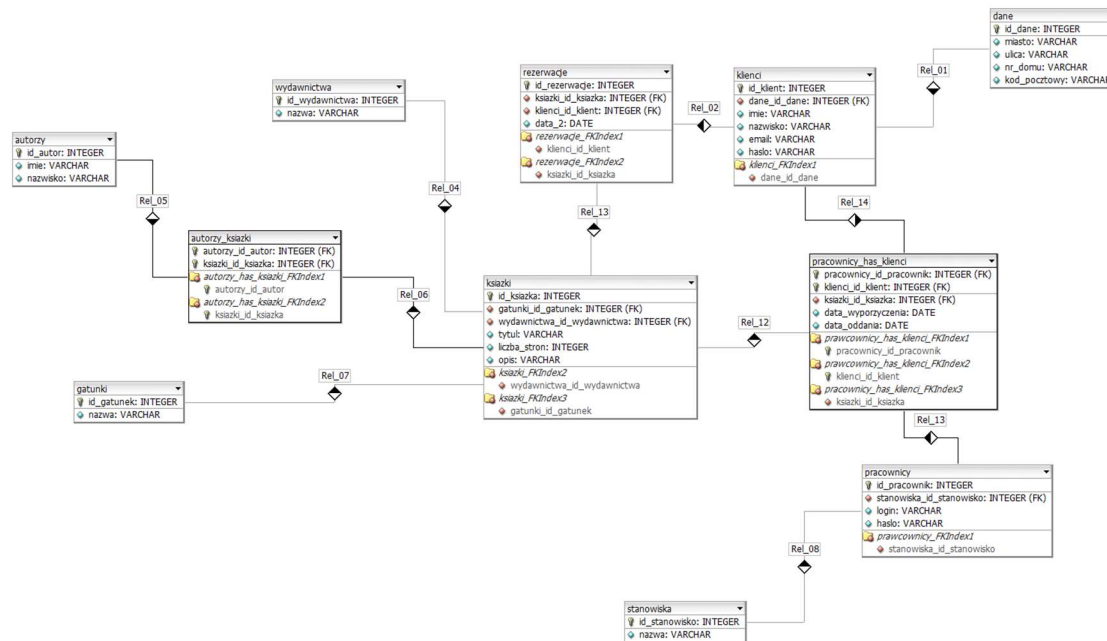 dane
id_dane: INTEGER
miasto: VARCHAR
ulica: VARCHAR
nr_domu: VARCHAR
kod_pocztowy: VARCHAR
Rel_01
klienci
id_klient: INTEGER
dane_id_dane: INTEGER (FK)
imie: VARCHAR
nazwisko: VARCHAR
email: VARCHAR
haslo: VARCHAR
klienci_FKIndex1
dane_id_dane
Rel_02
rezerwacje
id_rezerwacje: INTEGER
ksiazki_id_ksiazka: INTEGER (FK)
klienci_id_klient: INTEGER (FK)
data_2: DATE
rezerwacje_FKIndex1
klienci_id_klient
rezerwacje_FKIndex2
ksiazki_id_ksiazka
wydawnictwa
id_wydawnictwa: INTEGER
nazwa: VARCHAR
autorzy
id_autor: INTEGER
imie: VARCHAR
nazwisko: VARCHAR
Rel_05
Rel_04
Rel_13
Rel_14
autorzy_ksiazki
autorzy_id_autor: INTEGER (FK)
ksiazki_id_ksiazka: INTEGER (FK)
autorzy_has_ksiazki_FKIndex1
autorzy_id_autor
autorzy_has_ksiazki_FKIndex2
ksiazki_id_ksiazka
Rel_06
ksiazki
id_ksiazka: INTEGER
gatunki_id_gatunek: INTEGER (FK)
wydawnictwa_id_wydawnictwa: INTEGER (FK)
tytul: VARCHAR
liczba_stron: INTEGER
opis: VARCHAR
ksiazki_FKIndex2
wydawnictwa_id_wydawnictwa
ksiazki_FKIndex3
gatunki_id_gatunek
Rel_12
pracownicy_has_klienci
pracownicy_id_pracownik: INTEGER (FK)
klienci_id_klient: INTEGER (FK)
ksiazki_id_ksiazka: INTEGER (FK)
data_wyporzyczenia: DATE
data_oddania: DATE
prawcownicy_has_klienci_FKIndex1
pracownicy_id_pracownik
prawcownicy_has_klienci_FKIndex2
klienci_id_klient
pracownicy_has_klienci_FKIndex3
ksiazki_id_ksiazka
Rel_07
gatunki
id_gatunek: INTEGER
nazwa: VARCHAR
Rel_13
pracownicy
id_pracownik: INTEGER
stanowiska_id_stanowisko: INTEGER (FK)
login: VARCHAR
haslo: VARCHAR
prawcownicy_FKIndex1
stanowiska_id_stanowisko
Rel_08
stanowiska
id_stanowisko: INTEGER
nazwa: VARCHAR